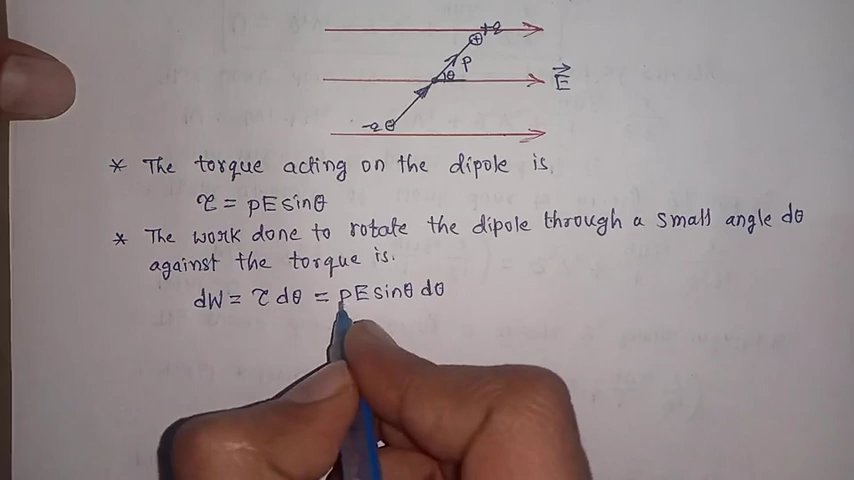 +q
p
θ
E
-q
* The torque acting on the dipole is.
τ = pE sinθ
* The work done to rotate the dipole through a small angle dθ
against the torque is.
dW = τ dθ = pE sinθ dθ